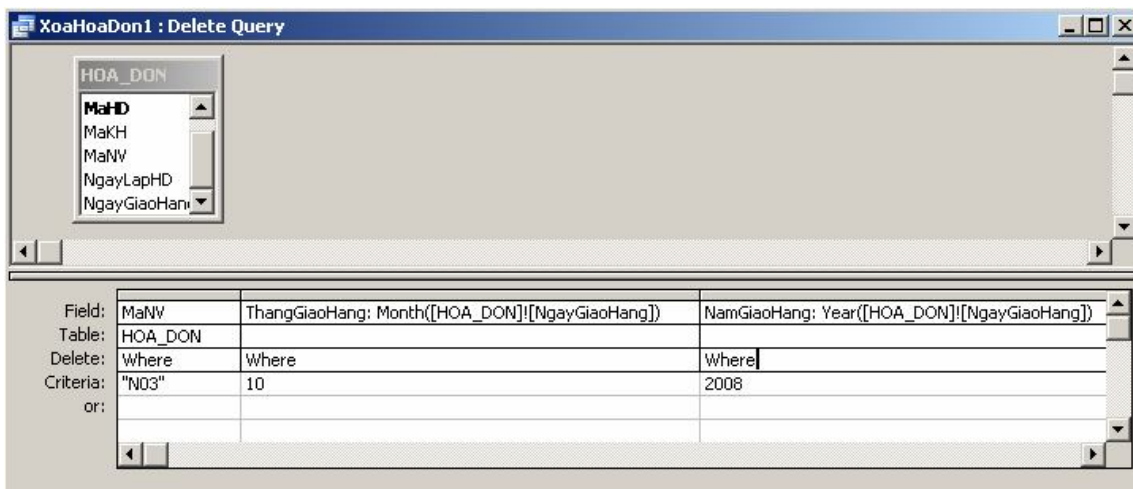 XoaHoaDon1 : Delete Query
HOA_DON
MaHD
MaKH
MaNV
NgayLapHD
NgayGiaoHan
Field: MaNV ThangGiaoHang: Month([HOA_DON]![NgayGiaoHang]) NamGiaoHang: Year([HOA_DON]![NgayGiaoHang])
Table: HOA_DON
Delete: Where Where Where
Criteria: "N03" 10 2008
or: